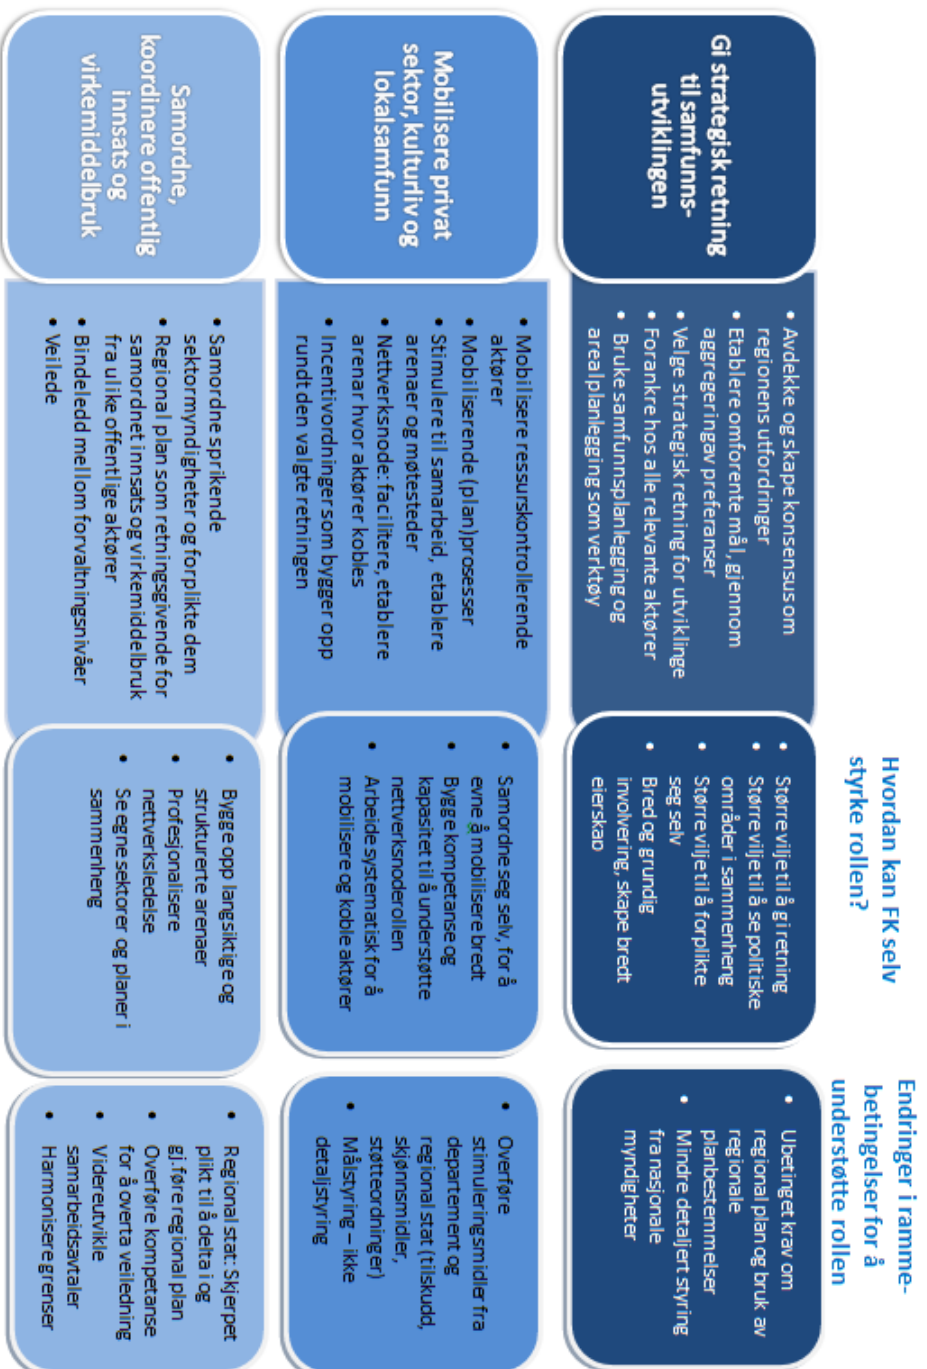 Hvordan kan FK selv
styrke rollen?
Endringer i ramme-
betingelser for å
understøtte rollen
Gi strategisk retning
til samfunns-
utviklingen
• Avdekke og skape konsensus om
regionens utfordringer
• Etablere omforente mål, gjennom
aggregering av preferanser
• Velge strategisk retning for utviklinge
• Forankre hos alle relevante aktører
• Bruke samfunnsplanlegging og
arealplanlegging som verktøy
• Større vilje til å gi retning
• Større vilje til å se politiske
områder i sammenheng
• Større vilje til å forplikte
seg selv
• Bred og grundig
involvering, skape bredt
eierskap
• Ubetinget krav om
regional plan og bruk av
regionale
planbestemmelser
• Mindre detaljert styring
fra nasjonale
myndigheter
Mobilisere privat
sektor, kulturliv og
lokalsamfunn
• Mobilisere ressurskontrollerende
aktører
• Mobiliserende (plan)prosesser
• Stimulere til samarbeid, etablere
arenaer og møtesteder
• Nettverksnode: facilitere, etablere
arenar hvor aktører kobles
• Incentivordninger som bygger opp
rundt den valgte retningen
• Samordne seg selv, for å
evne å mobilisere bredt
• Bygge kompetanse og
kapasitet til å understøtte
nettverksnoderollen
• Arbeide systematisk for å
mobilisere og koble aktører
• Overføre
stimuleringsmidler fra
departement og
regional stat (tilskudd,
skjønnsmidler,
støtteordninger)
• Målstyring – ikke
detaljstyring
Samordne,
koordinere offentlig
innsats og
virkemiddelbruk
• Samordne sprikende
sektormyndigheter og forplikte dem
• Regional plan som retningsgivende for
samordnet innsats og virkemiddelbruk
fra ulike offentlige aktører
• Bindeledd mellom forvaltningsnivåer
• Veilede
• Bygge opp langsiktige og
strukturerte arenaer
• Profesjonalisere
nettverksledelse
• Se egne sektorer og planer i
sammenheng
• Regional stat: Skjerpet
plikt til å delta i og
gj.føre regional plan
• Overføre kompetanse
for å overta veiledning
• Videreutvikle
samarbeidsavtaler
• Harmonisere grenser